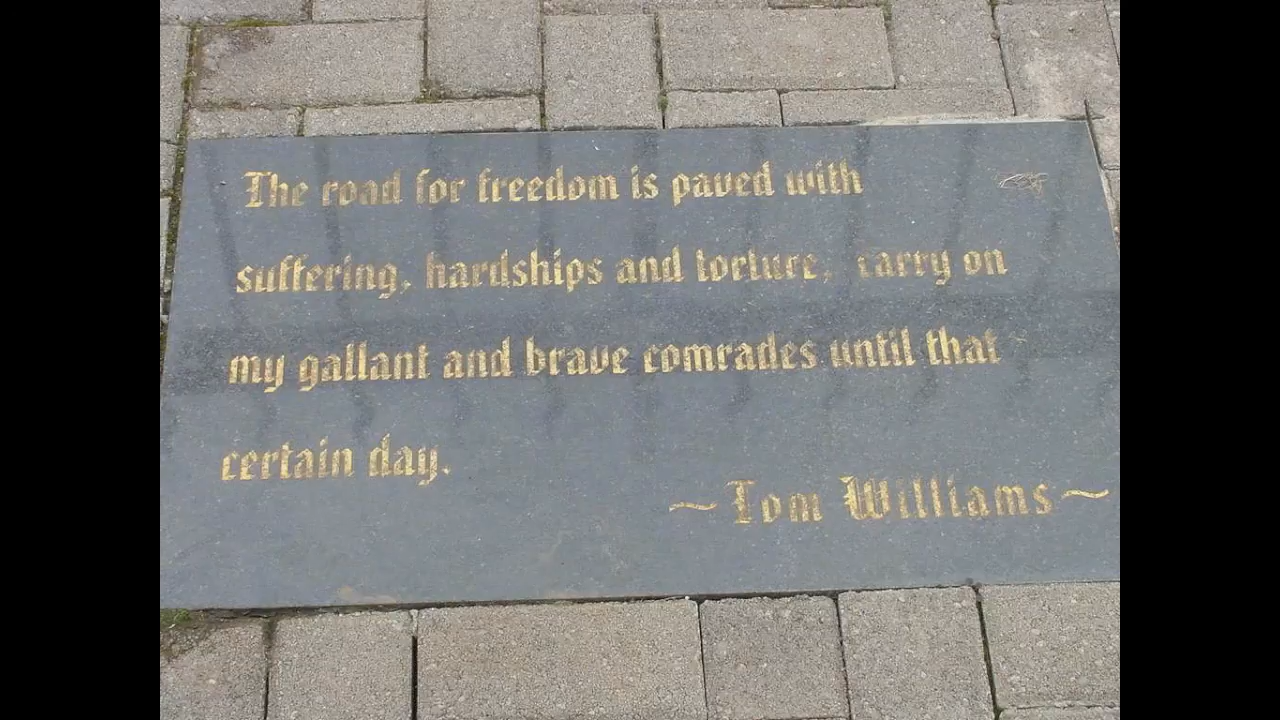 The road for freedom is paved with
suffering, hardships and torture, carry on
my gallant and brave comrades until that
certain day.
~Tom Williams~